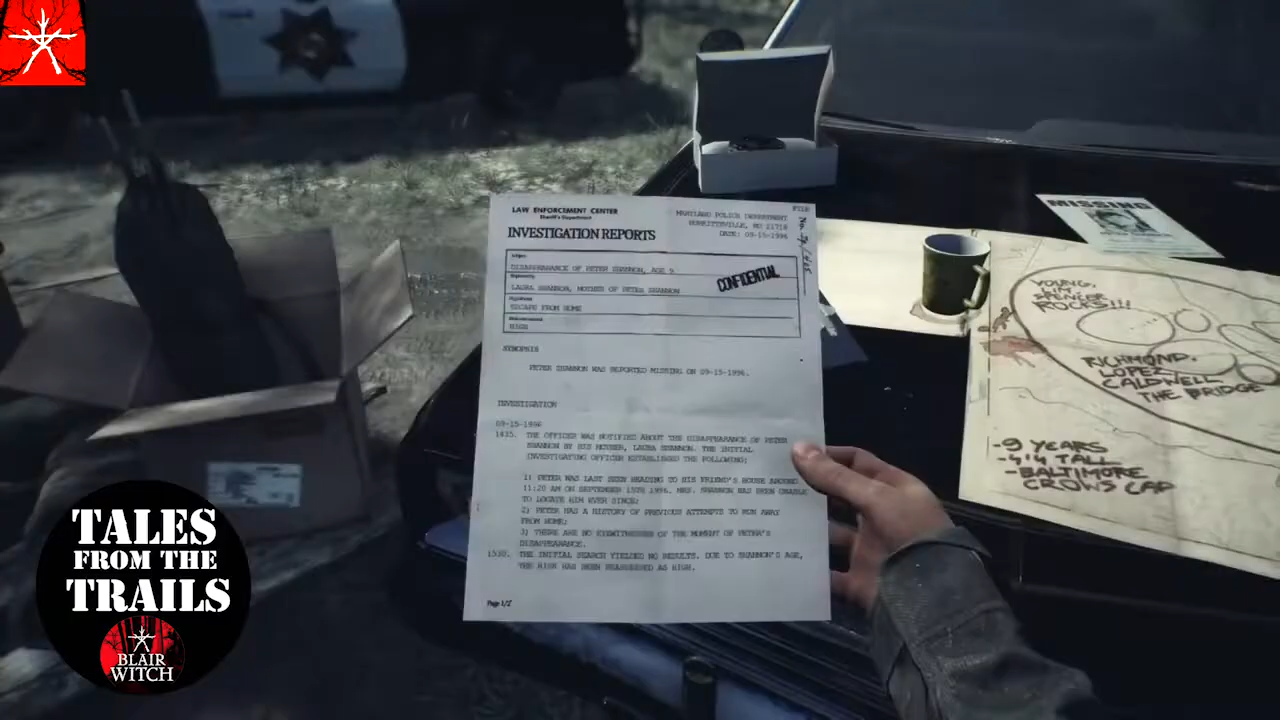 LAW ENFORCEMENT CENTER
Sheriff's Department
INVESTIGATION REPORTS
MARYLAND POLICE DEPARTMENT
BURKITTSVILLE, MD 21718
DATE: 09-15-1996
FILE
No.
Subject
DISAPPEARANCE OF PETER SHANNON, AGE 9
LAURA SHANNON, MOTHER OF PETER SHANNON
ESCAPE FROM HOME
HIGH
CONFIDENTIAL
SYNOPSIS
PETER SHANNON WAS REPORTED MISSING ON 09-15-1996.
INVESTIGATION
09-15-1996
1435. THE OFFICER WAS NOTIFIED ABOUT THE DISAPPEARANCE OF PETER
SHANNON BY HIS MOTHER, LAURA SHANNON. THE INITIAL
INVESTIGATING OFFICER ESTABLISHED THE FOLLOWING:
1) PETER WAS LAST SEEN HEADING TO HIS FRIEND'S HOUSE AROUND
11:20 AM ON SEPTEMBER 15TH 1996. MRS. SHANNON HAS BEEN UNABLE
TO LOCATE HIM EVER SINCE;
2) PETER HAS A HISTORY OF PREVIOUS ATTEMPTS TO RUN AWAY
FROM HOME;
3) THERE ARE NO EYEWITNESSES OF THE MOMENT OF PETER'S
DISAPPEARANCE.
1530. THE INITIAL SEARCH YIELDED NO RESULTS. DUE TO SHANNON'S AGE,
THE RISK HAS BEEN REASSESSED AS HIGH.
Page 1/2
MISSING
YOUNG,
LIM
SPENCER
ROCKS!!!
RICHMOND,
LOPEZ,
CALDWELL
THE BRIDGE
-9 YEARS
-4'4 TALL
-BALTIMORE
CROWS CAP
TALES
FROM THE
TRAILS
BLAIR
WITCH